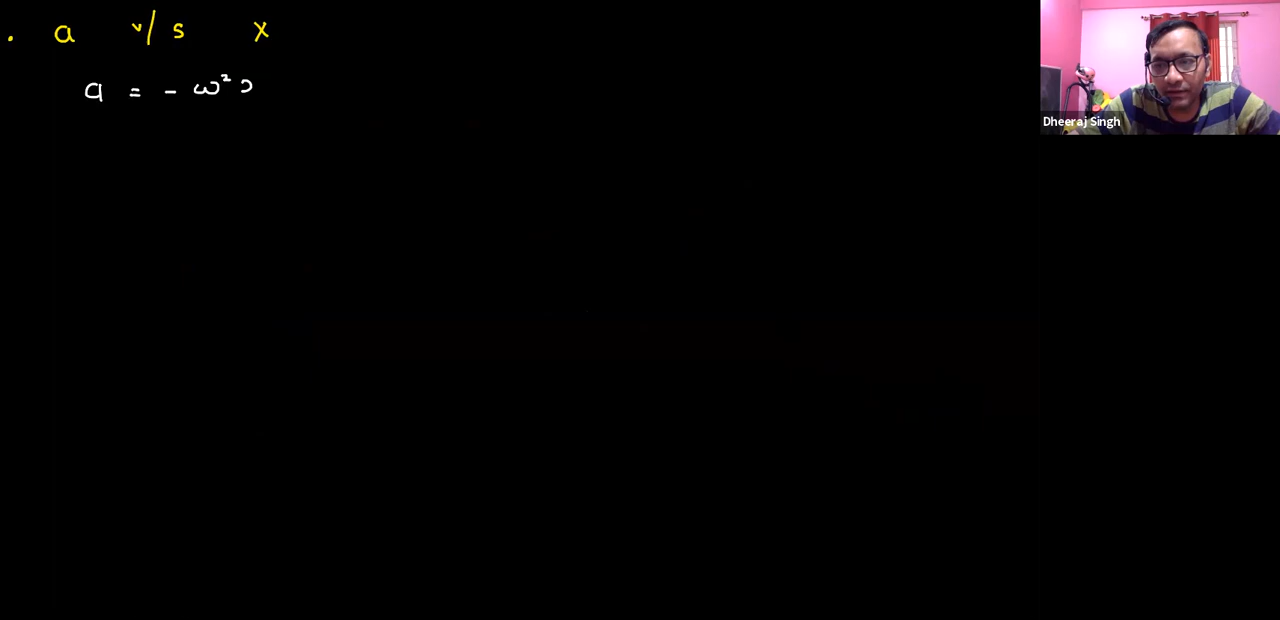 . a v/s x
a = - ω²
Dheeraj Singh